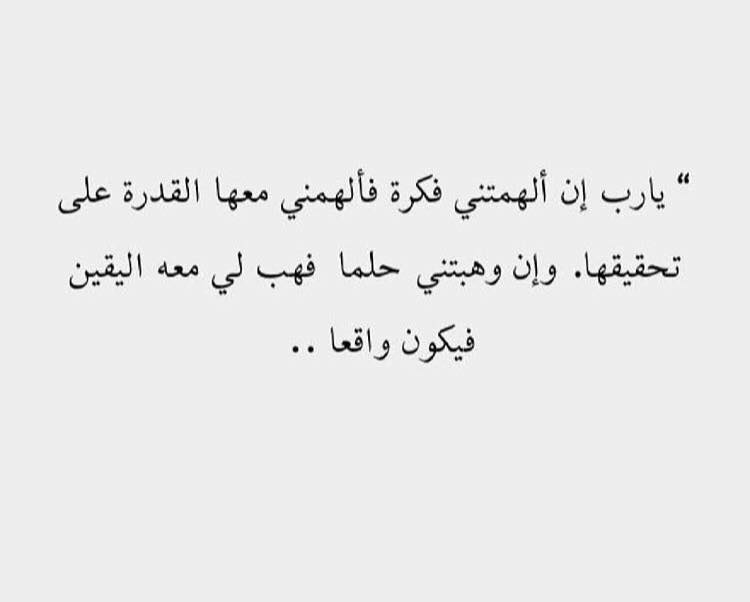 “ يارب إن ألهمتني فكرة فألهمني معها القدرة على
تحقيقها. وإن وهبتني حلما فهب لي معه اليقين
فيكون واقعا ..